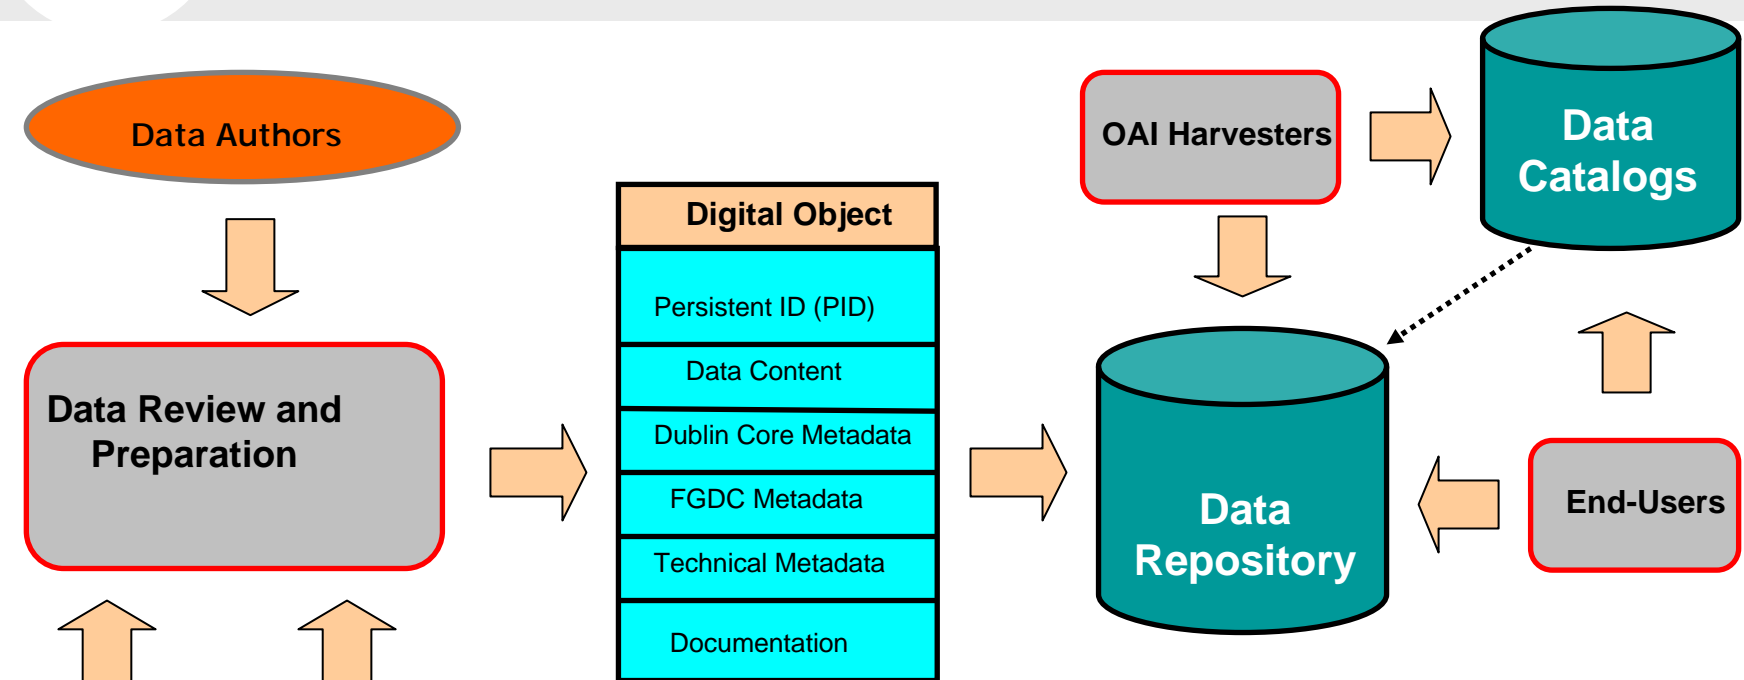 Data Authors
Data Review and
Preparation
Digital Object
Persistent ID (PID)
Data Content
Dublin Core Metadata
FGDC Metadata
Technical Metadata
Documentation
OAI Harvesters
Data
Catalogs
Data
Repository
End-Users